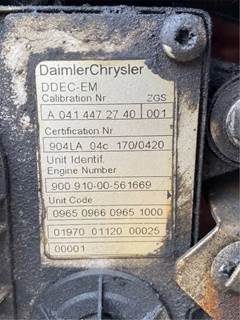 DaimlerChrysler
DDEC-EM
Calibration Nr ZGS
A 041 447 27 40 001
Certification Nr
904LA 04c 170/0420
Unit Identif.
Engine Number
900 910-00-561669
Unit Code
0965 0966 0965 1000
01970 01120 00025
00001